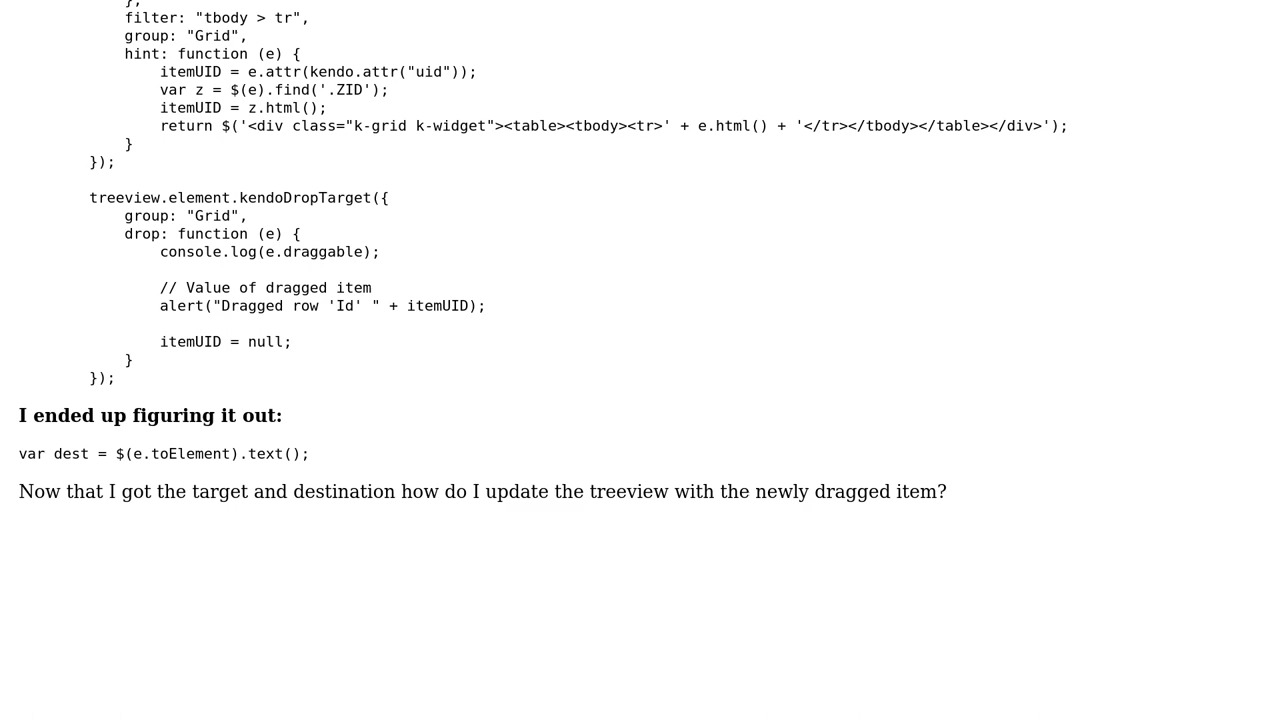 },
filter: "tbody > tr",
group: "Grid",
hint: function (e) {
itemUID = e.attr(kendo.attr("uid"));
var z = $(e).find('.ZID');
itemUID = z.html();
return $('<div class="k-grid k-widget"><table><tbody><tr>' + e.html() + '</tr></tbody></table></div>');
}
});
treeview.element.kendoDropTarget({
group: "Grid",
drop: function (e) {
console.log(e.draggable);
// Value of dragged item
alert("Dragged row 'Id' " + itemUID);
itemUID = null;
}
});
I ended up figuring it out:
var dest = $(e.toElement).text();
Now that I got the target and destination how do I update the treeview with the newly dragged item?